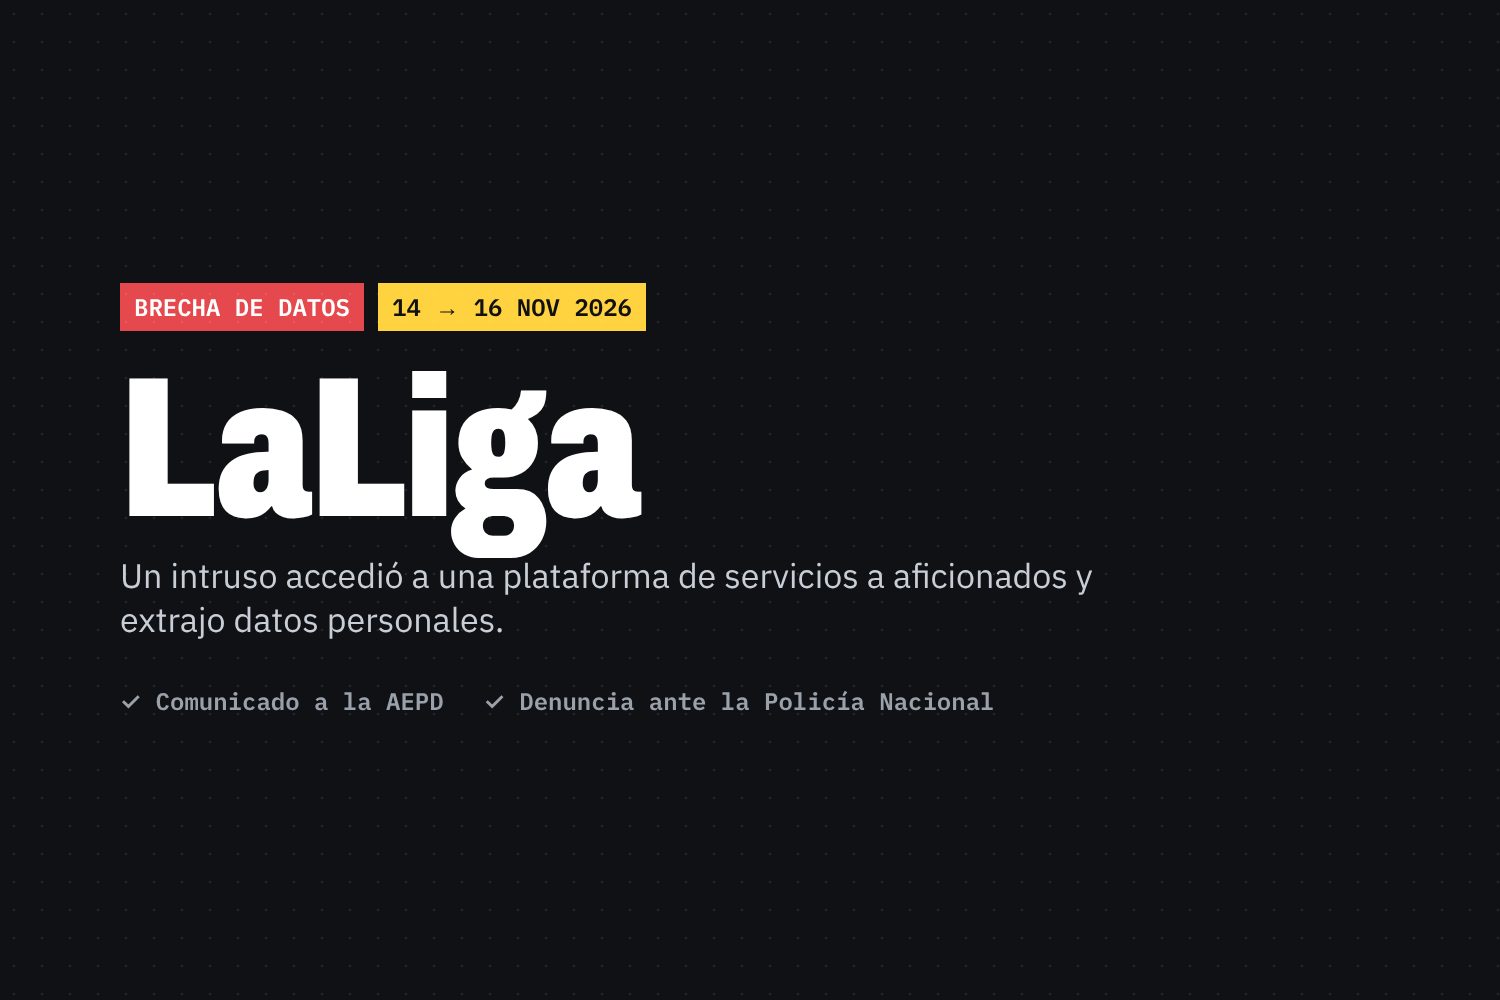 BRECHA DE DATOS
14 → 16 NOV 2026
LaLiga
Un intruso accedió a una plataforma de servicios a aficionados y
extrajo datos personales.
✓ Comunicado a la AEPD ✓ Denuncia ante la Policía Nacional